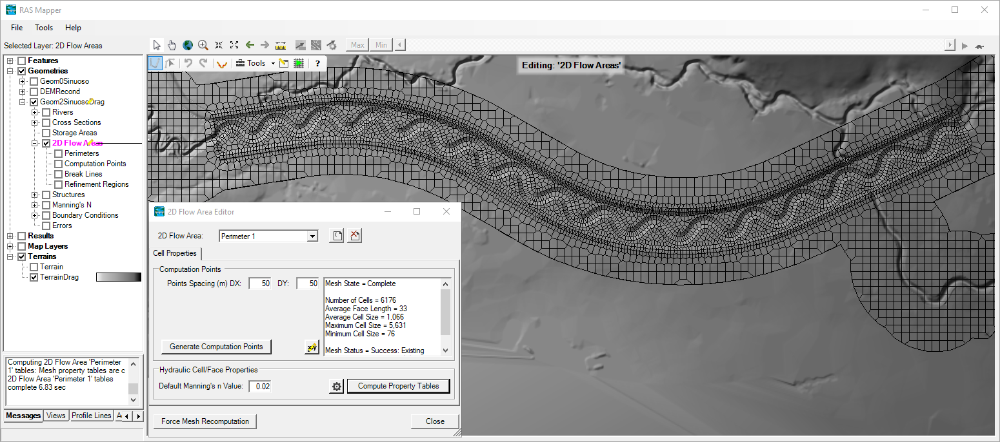 RAS Mapper
File Tools Help
Selected Layer: 2D Flow Areas
Max Min
Features
Geometries
Geom0Sinuoso
DEMRecond
Geom2SinuosoDrag
Rivers
Cross Sections
Storage Areas
2D Flow Areas
Perimeters
Computation Points
Break Lines
Refinement Regions
Structures
Manning's N
Boundary Conditions
Errors
Results
Map Layers
Terrains
Terrain
TerrainDrag
Computing 2D Flow Area 'Perimeter
1' tables: Mesh property tables are c
2D Flow Area 'Perimeter 1' tables
complete 6.83 sec
Messages Views Profile Lines
Tools ?
Editing: '2D Flow Areas'
2D Flow Area Editor
2D Flow Area: Perimeter 1
Cell Properties
Computation Points
Points Spacing (m) DX: 50 DY: 50
Mesh State = Complete
Number of Cells = 6176
Average Face Length = 33
Average Cell Size = 1,066
Maximum Cell Size = 5,631
Minimum Cell Size = 76
Mesh Status = Success: Existing
Generate Computation Points
Hydraulic Cell/Face Properties
Default Manning's n Value: 0.02
Compute Property Tables
Force Mesh Recomputation
Close